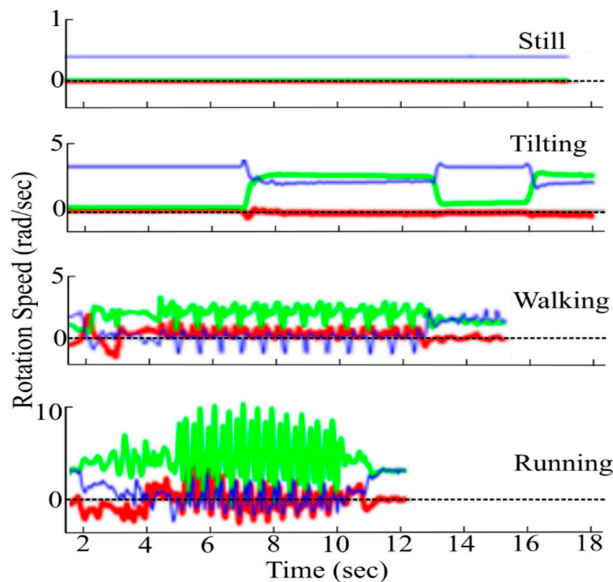 1
Still
0
5
Tilting
0
5
Walking
0
10
Running
0
2 4 6 8 10 12 14 16 18
Time (sec)
Rotation Speed (rad/sec)